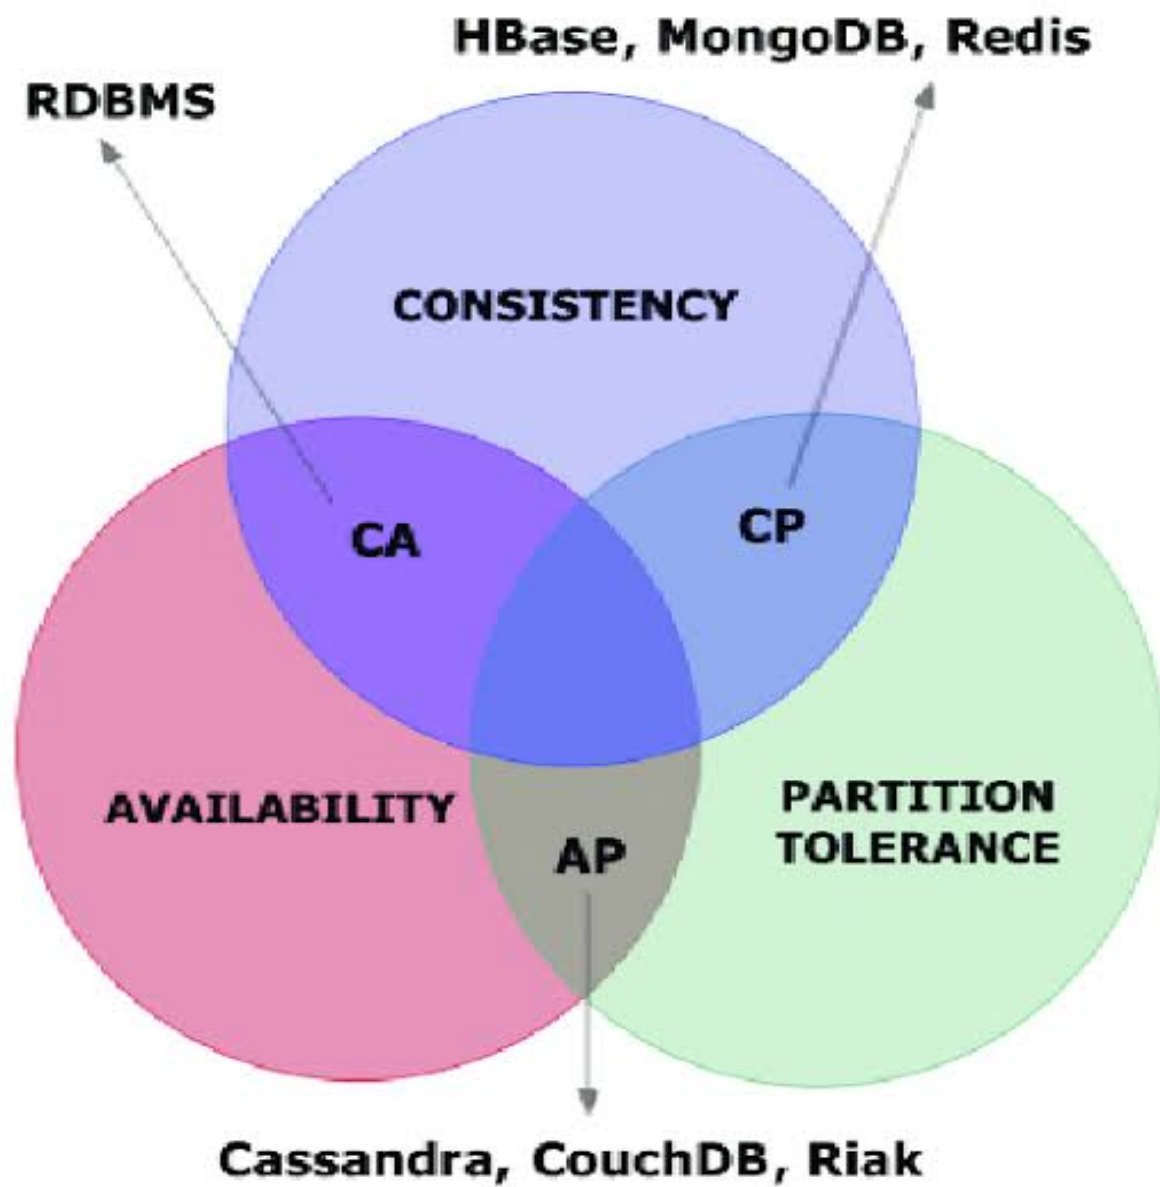 HBase, MongoDB, Redis
RDBMS
CONSISTENCY
CA
CP
AVAILABILITY
PARTITION
TOLERANCE
AP
Cassandra, CouchDB, Riak